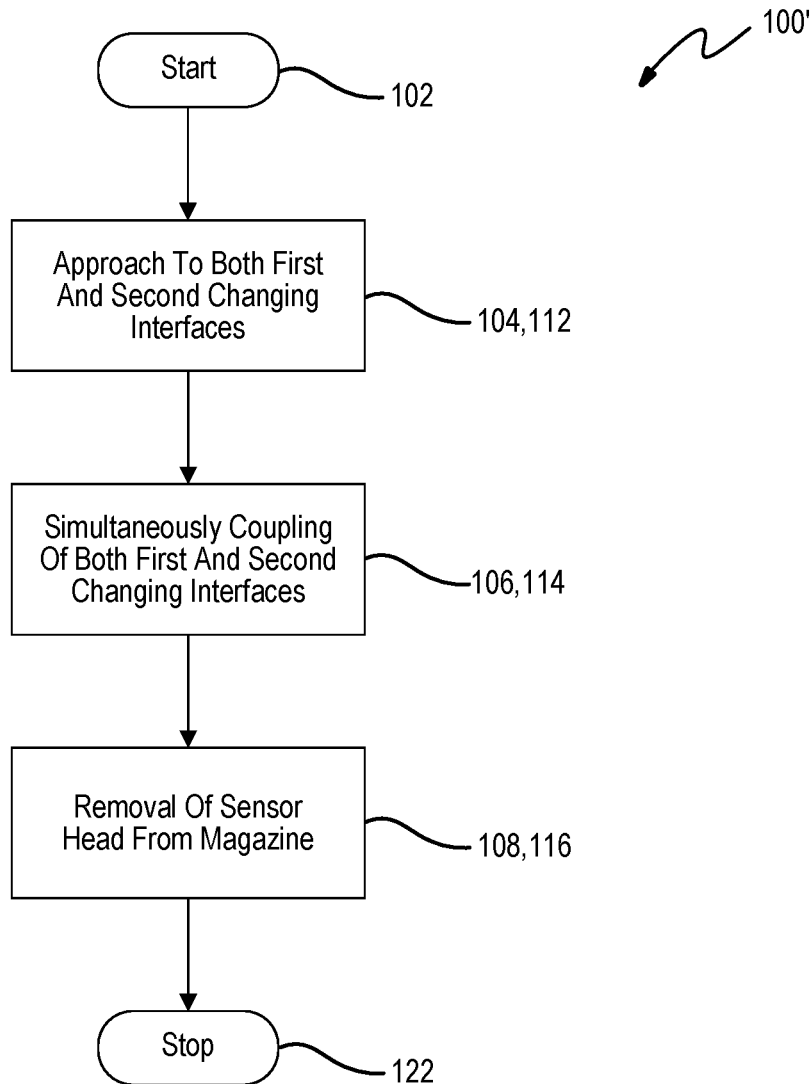 100'
Start
102
Approach To Both First
And Second Changing
Interfaces
104,112
Simultaneously Coupling
Of Both First And Second
Changing Interfaces
106,114
Removal Of Sensor
Head From Magazine
108,116
Stop
122